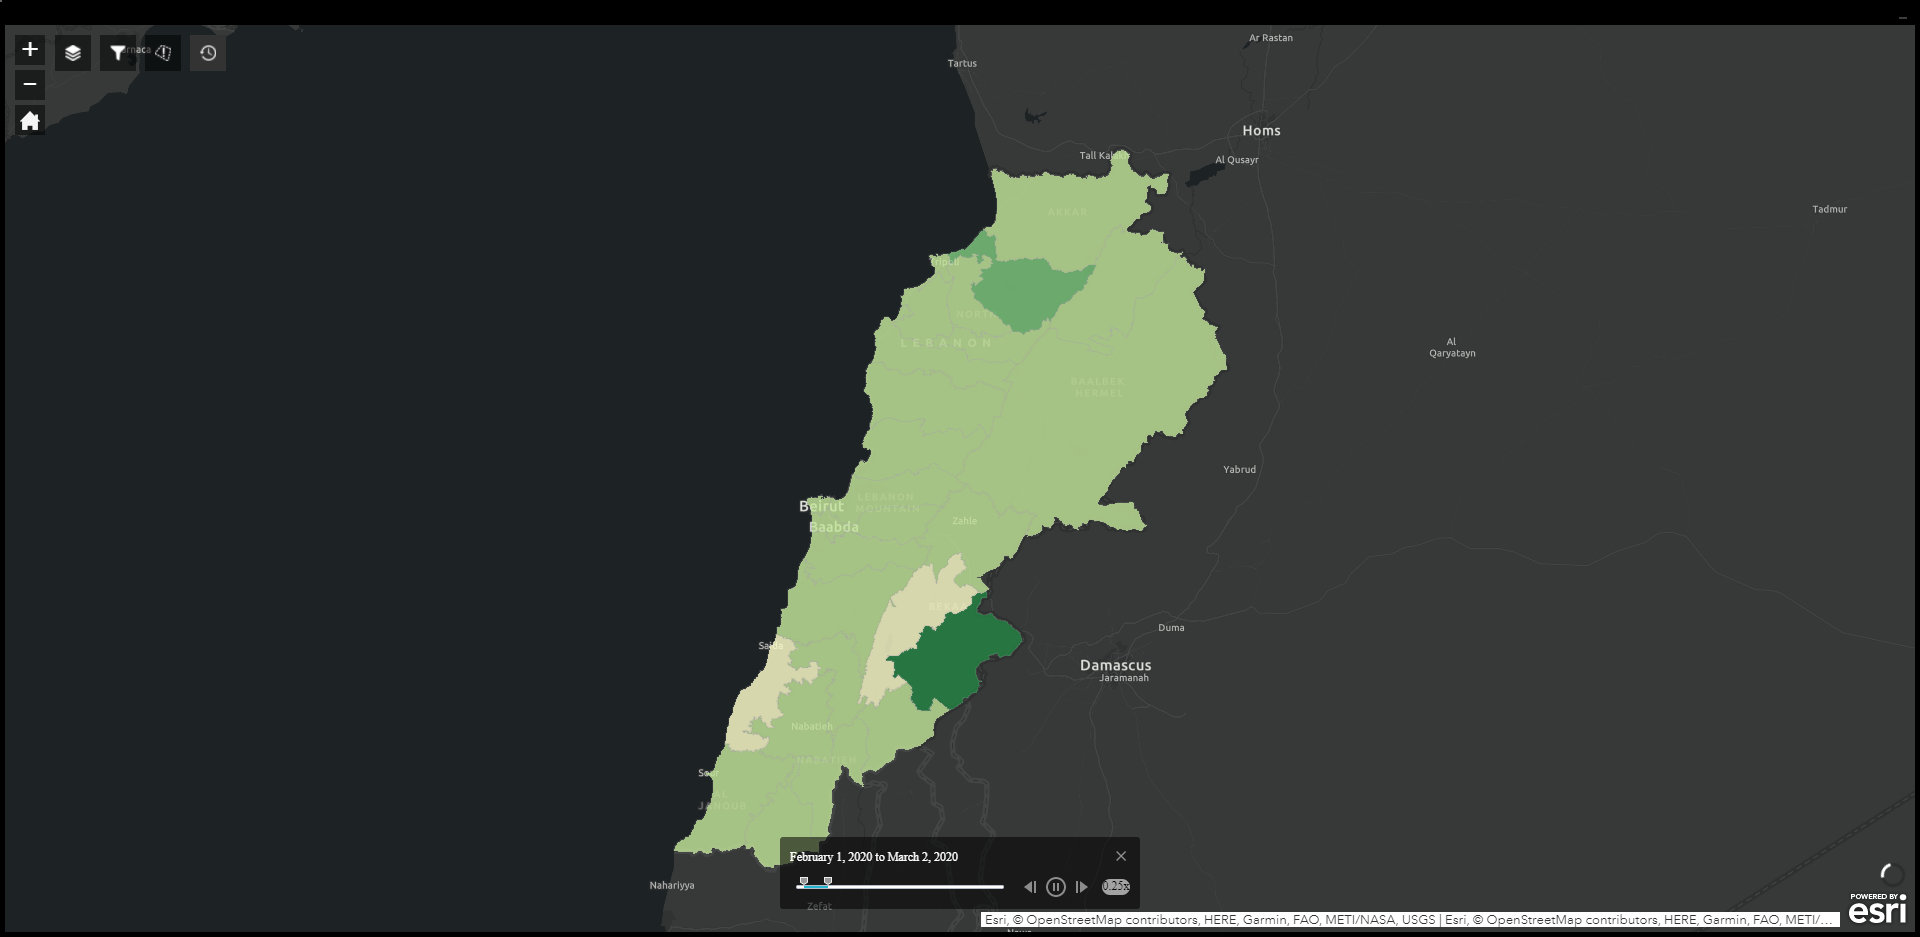 Ar Rastan
Tartus
Homs
Tall Kalakh
Al Qusayr
Tadmur
AKKAR
Tripoli
NORTH
LEBANON
Al
Qaryatayn
BAALBEK
HERMEL
Yabrud
LEBANON
MOUNTAIN
Beirut
Zahle
Baabda
Duma
Saida
Damascus
Jaramanah
Nabatieh
NABATIEH
Sour
AL
JANOUB
February 1, 2020 to March 2, 2020
Nahariyya
0.25x
Zefat
Esri, © OpenStreetMap contributors, HERE, Garmin, FAO, METI/NASA, USGS | Esri, © OpenStreetMap contributors, HERE, Garmin, FAO, METI/…
POWERED BY
esri